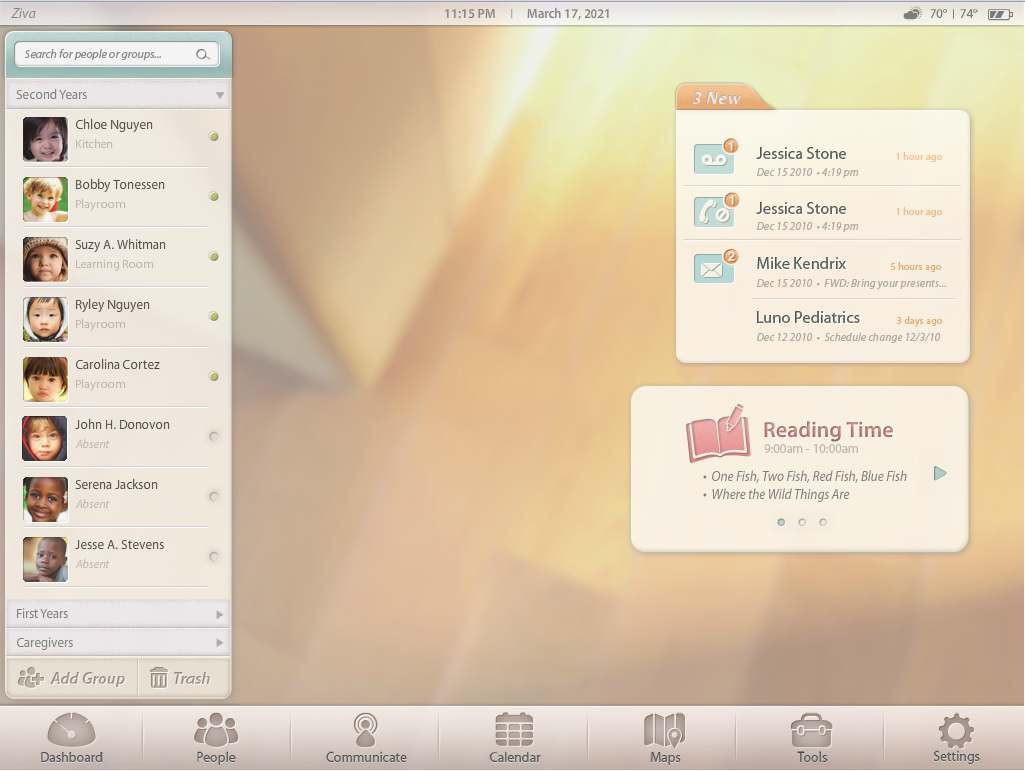 Ziva
11:15 PM | March 17, 2021
70° | 74°
Search for people or groups...
Second Years
Chloe Nguyen
Kitchen
Bobby Tonessen
Playroom
Suzy A. Whitman
Learning Room
Ryley Nguyen
Playroom
Carolina Cortez
Playroom
John H. Donovon
Absent
Serena Jackson
Absent
Jesse A. Stevens
Absent
First Years
Caregivers
Add Group
Trash
3 New
1
Jessica Stone
1 hour ago
Dec 15 2010 • 4:19 pm
1
Jessica Stone
1 hour ago
Dec 15 2010 • 4:19 pm
2
Mike Kendrix
5 hours ago
Dec 15 2010 • FWD: Bring your presents...
Luno Pediatrics
3 days ago
Dec 12 2010 • Schedule change 12/3/10
Reading Time
9:00am - 10:00am
• One Fish, Two Fish, Red Fish, Blue Fish
• Where the Wild Things Are
Dashboard
People
Communicate
Calendar
Maps
Tools
Settings